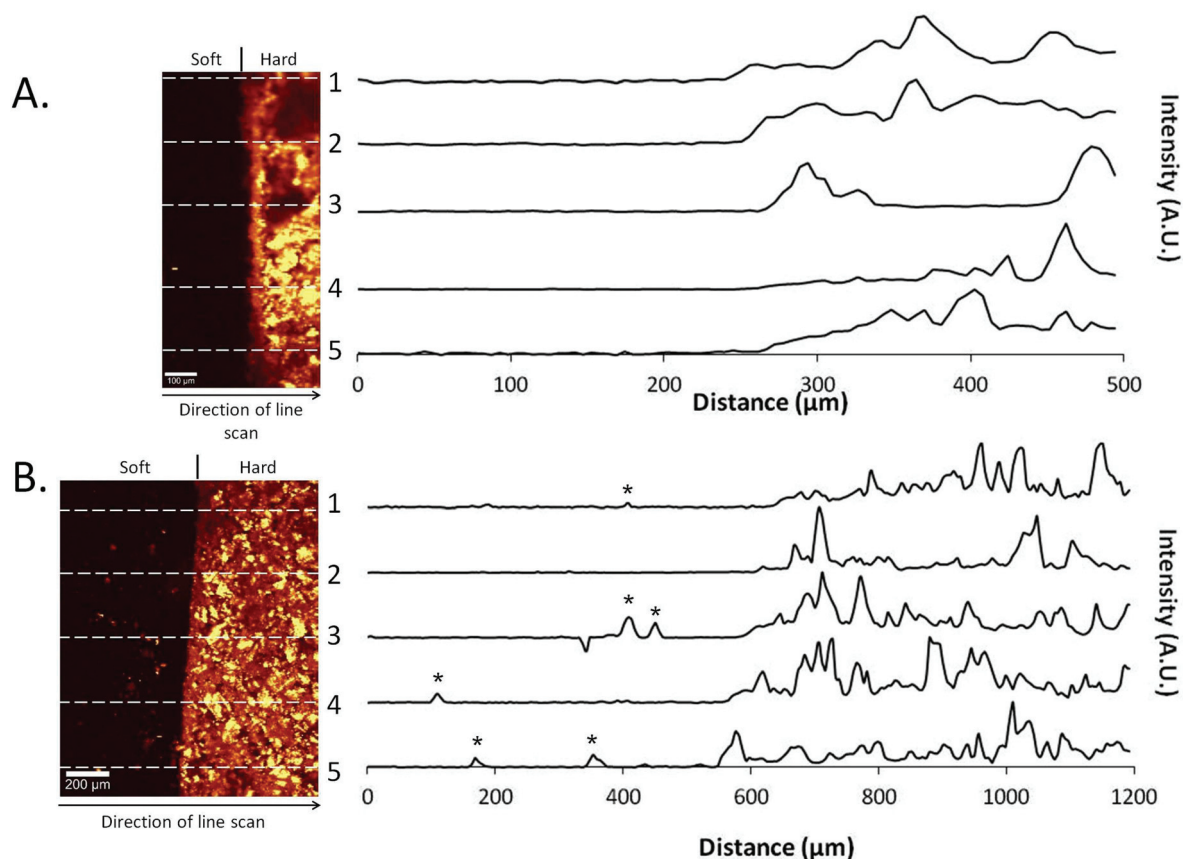 A.
Soft | Hard
1
2
3
4
5
100 µm
Direction of line
scan
0 100 200 300 400 500
Distance (µm)
Intensity (A.U.)
B.
Soft | Hard
1
2
3
4
5
200 µm
Direction of line scan
*
* *
*
* *
0 200 400 600 800 1000 1200
Distance (µm)
Intensity (A.U.)